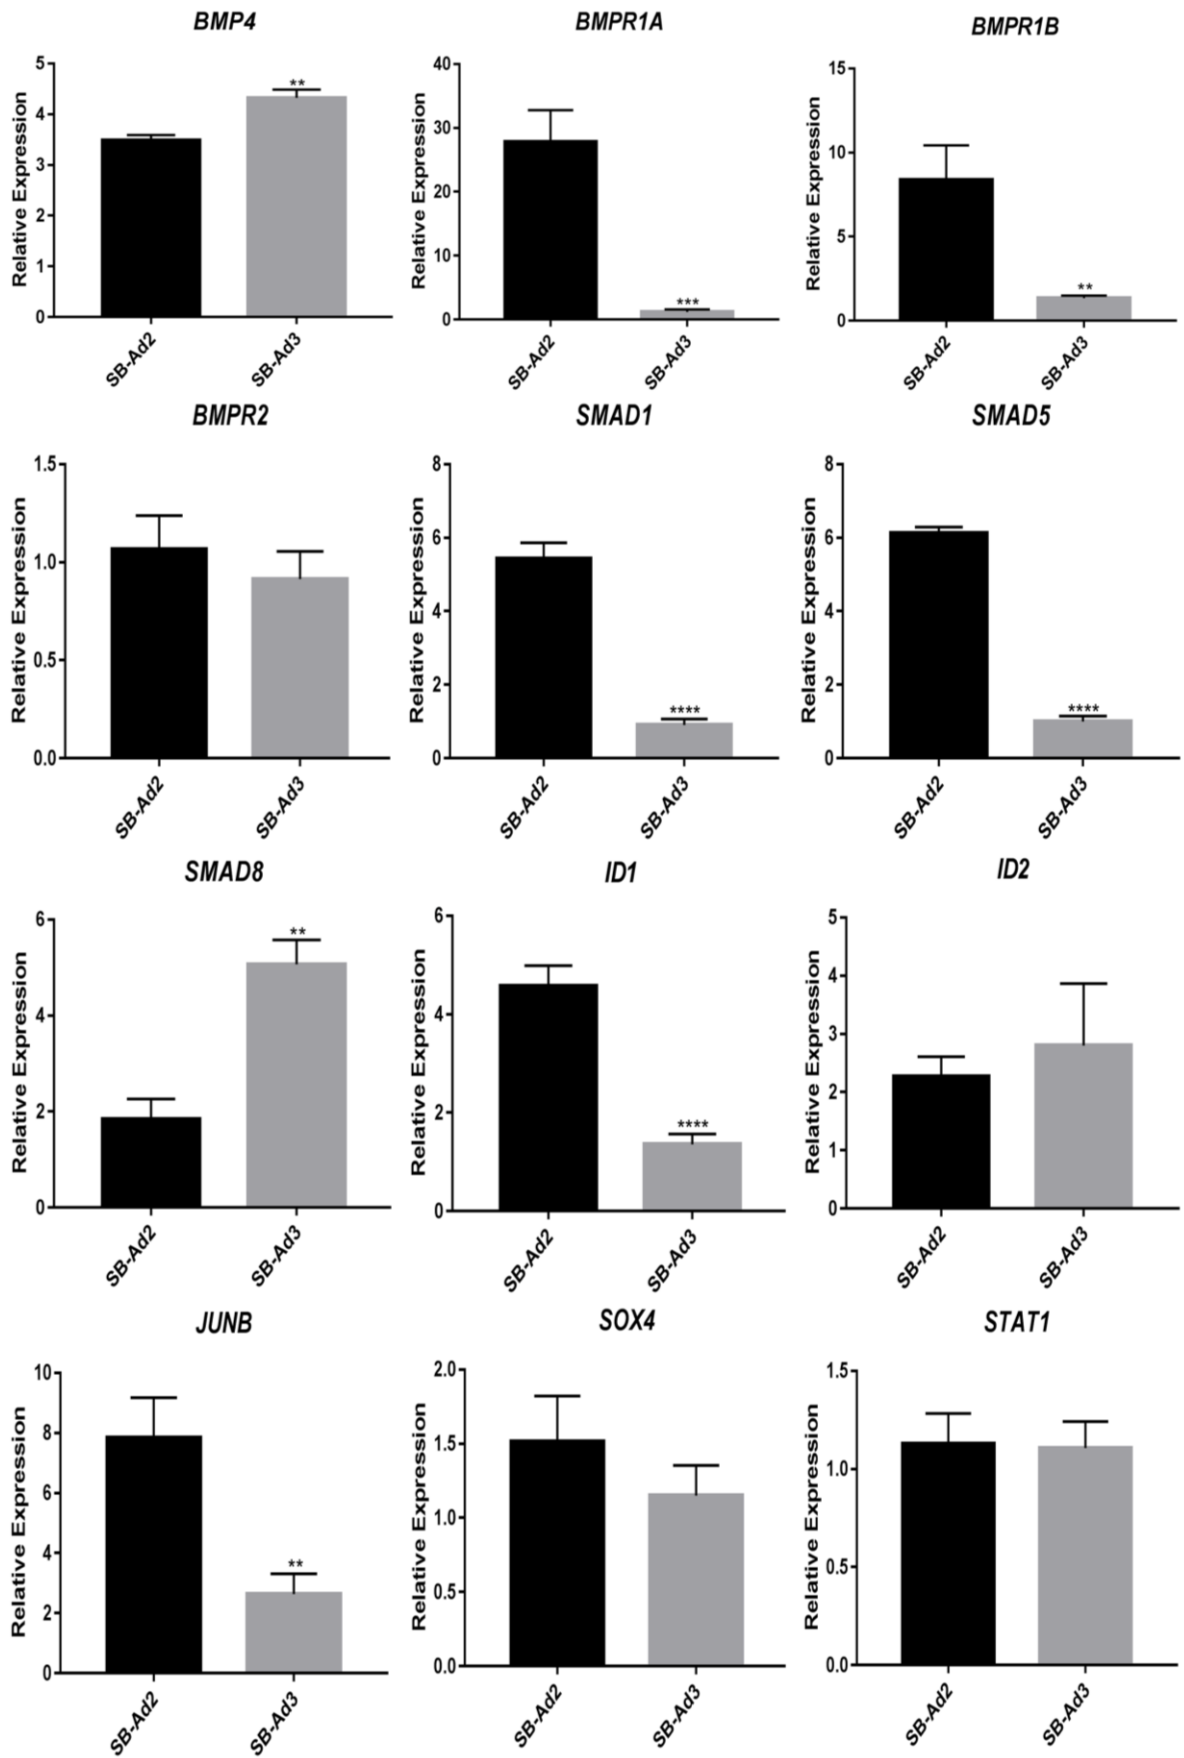 BMP4
BMPR1A
BMPR1B
Relative Expression
5
4
3
2
1
0
**
SB-Ad2
SB-Ad3
Relative Expression
40
30
20
10
0
***
SB-Ad2
SB-Ad3
Relative Expression
15
10
5
0
**
SB-Ad2
SB-Ad3
BMPR2
SMAD1
SMAD5
Relative Expression
1.5
1.0
0.5
0.0
SB-Ad2
SB-Ad3
Relative Expression
8
6
4
2
0
****
SB-Ad2
SB-Ad3
Relative Expression
8
6
4
2
0
****
SB-Ad2
SB-Ad3
SMAD8
ID1
ID2
Relative Expression
6
4
2
0
**
SB-Ad2
SB-Ad3
Relative Expression
6
4
2
0
****
SB-Ad2
SB-Ad3
Relative Expression
5
4
3
2
1
0
SB-Ad2
SB-Ad3
JUNB
SOX4
STAT1
Relative Expression
10
8
6
4
2
0
**
SB-Ad2
SB-Ad3
Relative Expression
2.0
1.5
1.0
0.5
0.0
SB-Ad2
SB-Ad3
Relative Expression
1.5
1.0
0.5
0.0
SB-Ad2
SB-Ad3